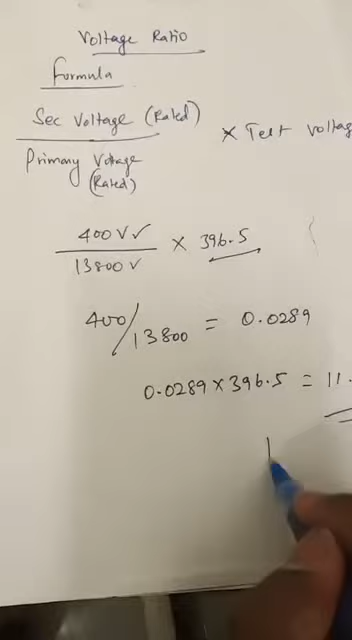 Voltage Ratio
Formula
Sec Voltage (Rated)
Primary Voltage
(Rated)
× Test Voltage
400 V ✓
13800 V
× 396.5
400/13800 = 0.0289
0.0289 × 396.5 = 11.